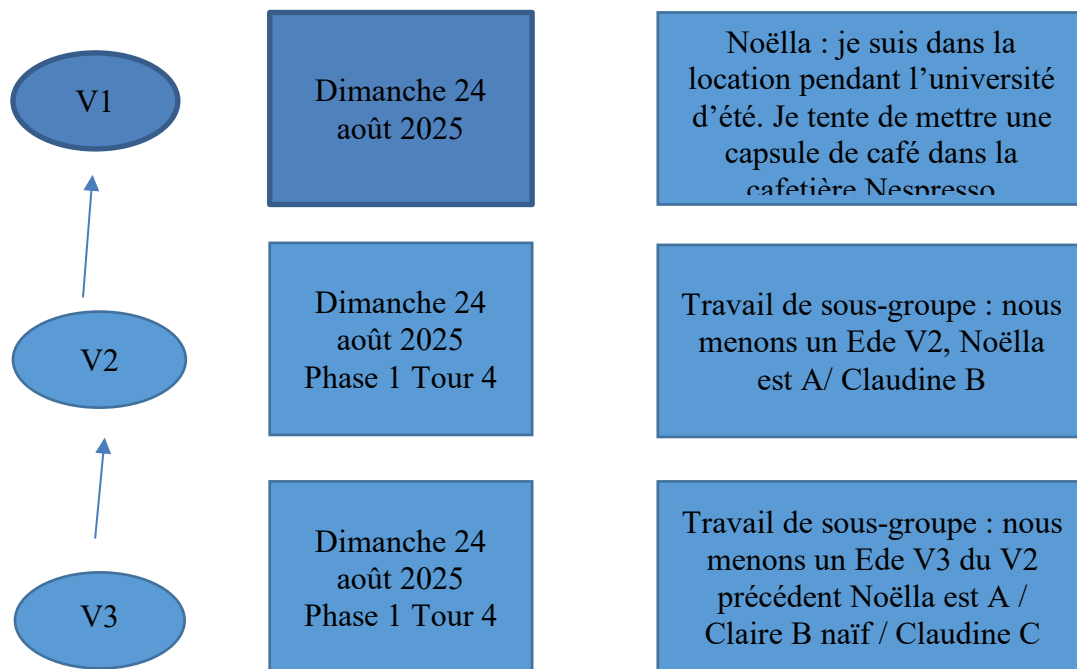 V1
Dimanche 24
août 2025
Noëlla : je suis dans la
location pendant l’université
d’été. Je tente de mettre une
capsule de café dans la
cafetière Nespresso
V2
Dimanche 24
août 2025
Phase 1 Tour 4
Travail de sous-groupe : nous
menons un Ede V2, Noëlla
est A/ Claudine B
V3
Dimanche 24
août 2025
Phase 1 Tour 4
Travail de sous-groupe : nous
menons un Ede V3 du V2
précédent Noëlla est A /
Claire B naïf / Claudine C